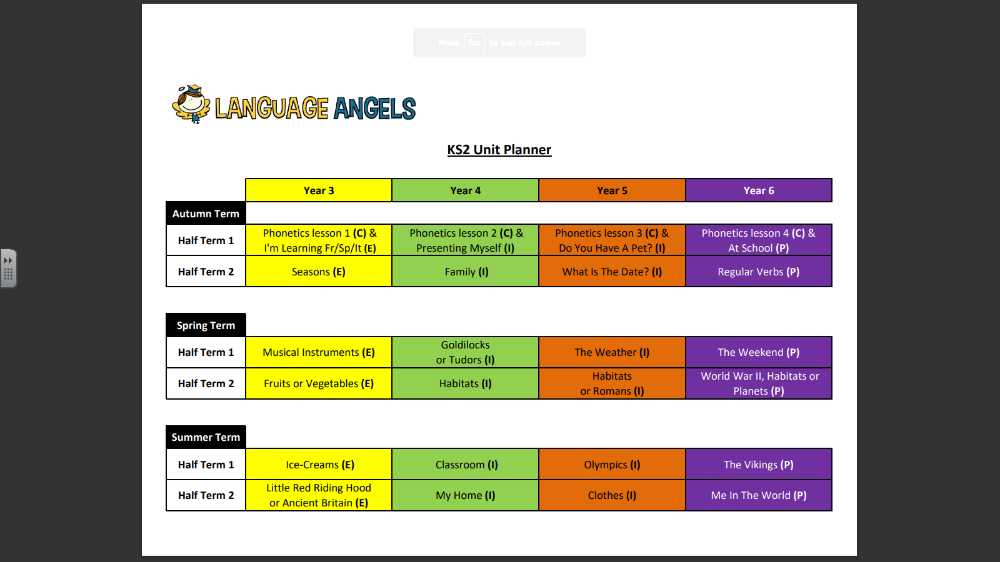 Press Esc to exit full screen
LANGUAGE ANGELS
KS2 Unit Planner
Year 3 Year 4 Year 5 Year 6
Autumn Term
Half Term 1
Phonetics lesson 1 (C) &
I'm Learning Fr/Sp/It (E)
Phonetics lesson 2 (C) &
Presenting Myself (I)
Phonetics lesson 3 (C) &
Do You Have A Pet? (I)
Phonetics lesson 4 (C) &
At School (P)
Half Term 2 Seasons (E) Family (I) What Is The Date? (I) Regular Verbs (P)
Spring Term
Half Term 1 Musical Instruments (E)
Goldilocks
or Tudors (I)
The Weather (I) The Weekend (P)
Half Term 2 Fruits or Vegetables (E) Habitats (I)
Habitats
or Romans (I)
World War II, Habitats or
Planets (P)
Summer Term
Half Term 1 Ice-Creams (E) Classroom (I) Olympics (I) The Vikings (P)
Half Term 2
Little Red Riding Hood
or Ancient Britain (E)
My Home (I) Clothes (I) Me In The World (P)